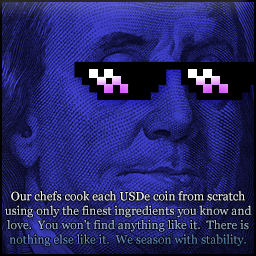 Our chefs cook each USDe coin from scratch
using only the finest ingredients you know and
love.  You won't find anything like it.  There is
nothing else like it.  We season with stability.